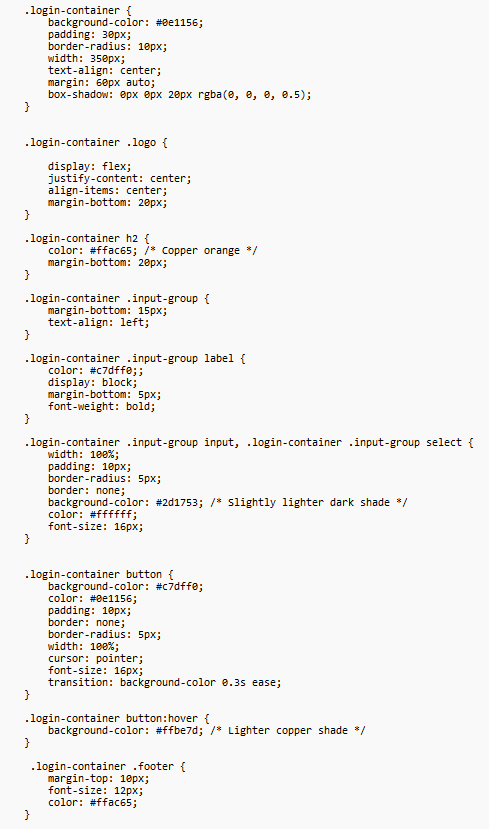 .login-container {
    background-color: #0e1156;
    padding: 30px;
    border-radius: 10px;
    width: 350px;
    text-align: center;
    margin: 60px auto;
    box-shadow: 0px 0px 20px rgba(0, 0, 0, 0.5);
}
.login-container .logo {
    display: flex;
    justify-content: center;
    align-items: center;
    margin-bottom: 20px;
}
.login-container h2 {
    color: #ffac65; /* Copper orange */
    margin-bottom: 20px;
}
.login-container .input-group {
    margin-bottom: 15px;
    text-align: left;
}
.login-container .input-group label {
    color: #c7dff0;;
    display: block;
    margin-bottom: 5px;
    font-weight: bold;
}
.login-container .input-group input, .login-container .input-group select {
    width: 100%;
    padding: 10px;
    border-radius: 5px;
    border: none;
    background-color: #2d1753; /* Slightly lighter dark shade */
    color: #ffffff;
    font-size: 16px;
}
.login-container button {
    background-color: #c7dff0;
    color: #0e1156;
    padding: 10px;
    border: none;
    border-radius: 5px;
    width: 100%;
    cursor: pointer;
    font-size: 16px;
    transition: background-color 0.3s ease;
}
.login-container button:hover {
    background-color: #ffbe7d; /* Lighter copper shade */
}
 .login-container .footer {
    margin-top: 10px;
    font-size: 12px;
    color: #ffac65;
}